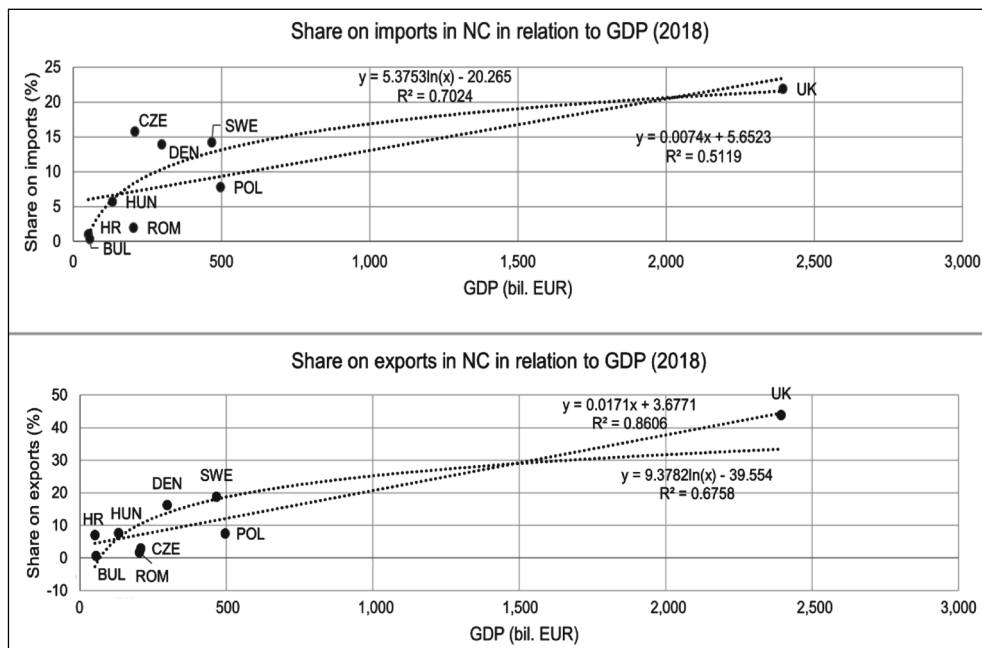 Share on imports in NC in relation to GDP (2018)
Share on imports (%)
25
20
15
10
5
0
y = 5.3753ln(x) - 20.265
R² = 0.7024
UK
CZE
SWE
DEN
y = 0.0074x + 5.6523
R² = 0.5119
POL
HUN
HR
ROM
BUL
0
500
1,000
1,500
2,000
2,500
3,000
GDP (bil. EUR)
Share on exports in NC in relation to GDP (2018)
Share on exports (%)
50
40
30
20
10
0
-10
UK
y = 0.0171x + 3.6771
R² = 0.8606
DEN
SWE
y = 9.3782ln(x) - 39.554
R² = 0.6758
HR
HUN
POL
CZE
BUL
ROM
0
500
1,000
1,500
2,000
2,500
3,000
GDP (bil. EUR)